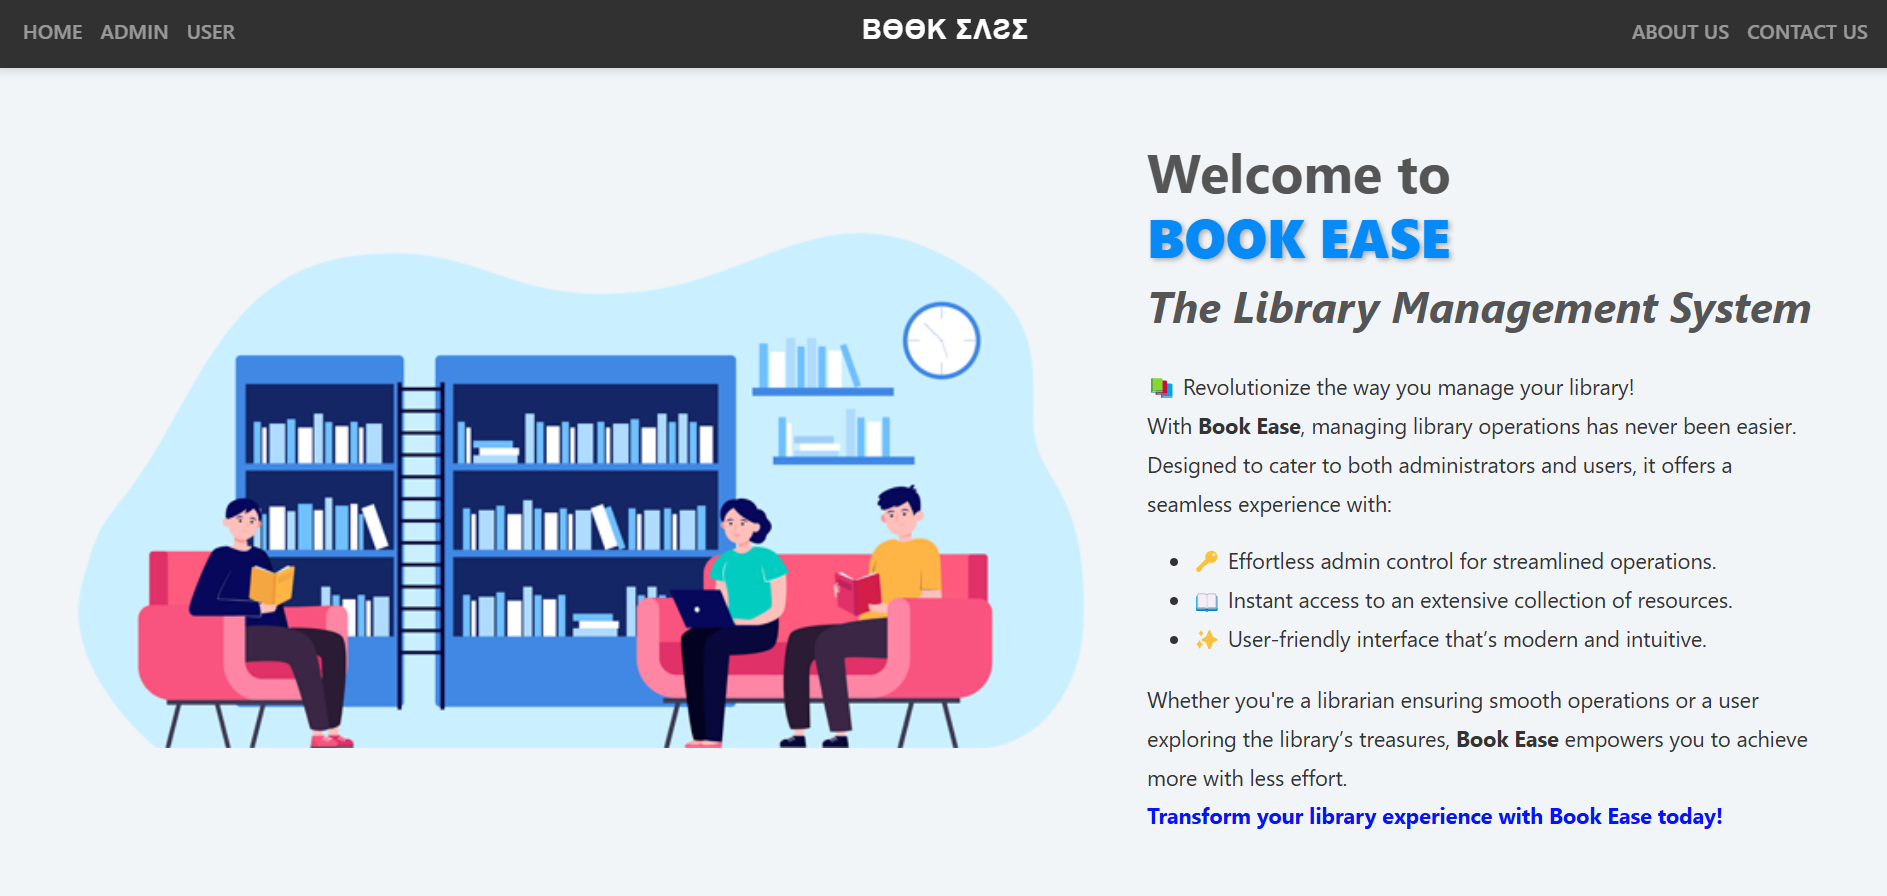 HOME ADMIN USER
BӨӨK ΣΛƧΣ
ABOUT US CONTACT US
Welcome to
BOOK EASE
The Library Management System
📚 Revolutionize the way you manage your library!
With Book Ease, managing library operations has never been easier.
Designed to cater to both administrators and users, it offers a
seamless experience with:
• 🔑 Effortless admin control for streamlined operations.
• 📖 Instant access to an extensive collection of resources.
• ✨ User-friendly interface that’s modern and intuitive.
Whether you're a librarian ensuring smooth operations or a user
exploring the library’s treasures, Book Ease empowers you to achieve
more with less effort.
Transform your library experience with Book Ease today!